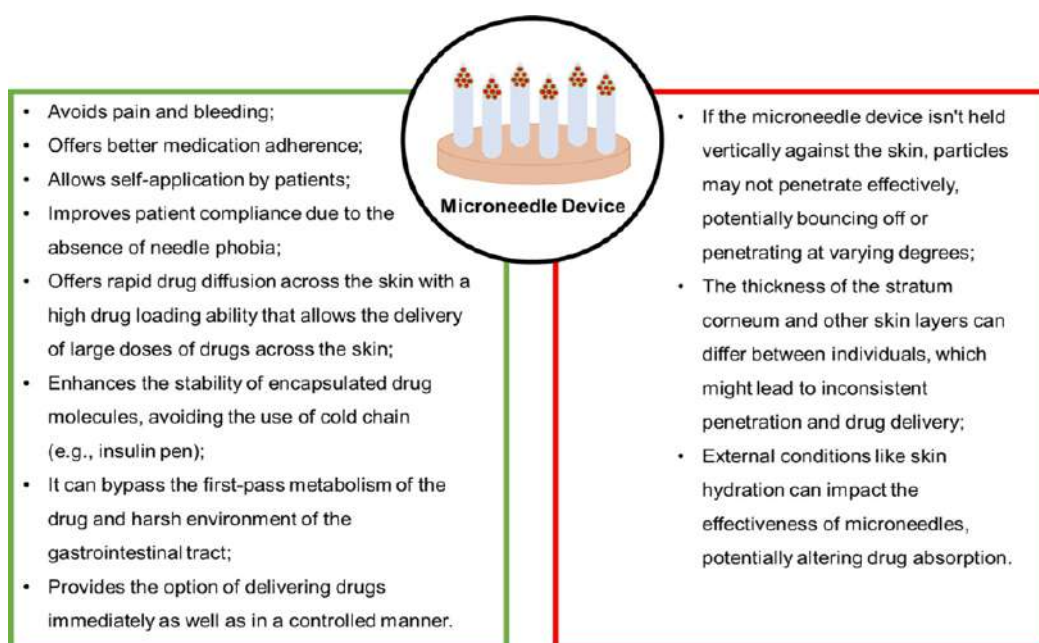 Microneedle Device
• Avoids pain and bleeding;
• Offers better medication adherence;
• Allows self-application by patients;
• Improves patient compliance due to the
absence of needle phobia;
• Offers rapid drug diffusion across the skin with a
high drug loading ability that allows the delivery
of large doses of drugs across the skin;
• Enhances the stability of encapsulated drug
molecules, avoiding the use of cold chain
(e.g., insulin pen);
• It can bypass the first-pass metabolism of the
drug and harsh environment of the
gastrointestinal tract;
• Provides the option of delivering drugs
immediately as well as in a controlled manner.
• If the microneedle device isn't held
vertically against the skin, particles
may not penetrate effectively,
potentially bouncing off or
penetrating at varying degrees;
• The thickness of the stratum
corneum and other skin layers can
differ between individuals, which
might lead to inconsistent
penetration and drug delivery;
• External conditions like skin
hydration can impact the
effectiveness of microneedles,
potentially altering drug absorption.